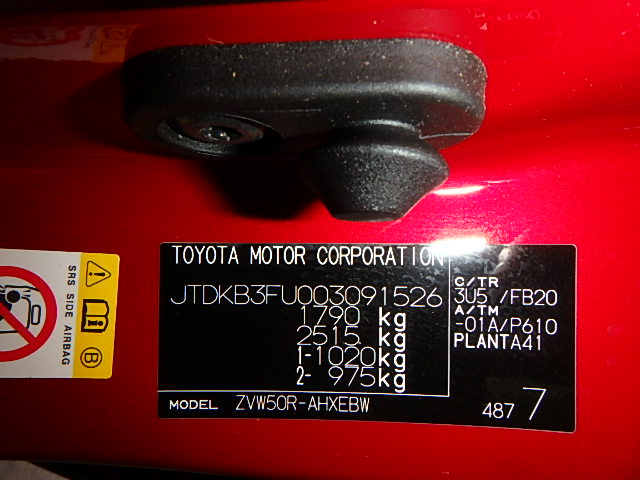 TOYOTA MOTOR CORPORATION
JTDKB3FU003091526
1790 kg
2515 kg
1-1020kg
2- 975kg
C/TR
3U5 /FB20
A/TM
-01A/P610
PLANTA41
MODEL ZVW50R-AHXEBW
487 7
SRS SIDE AIRBAG
B